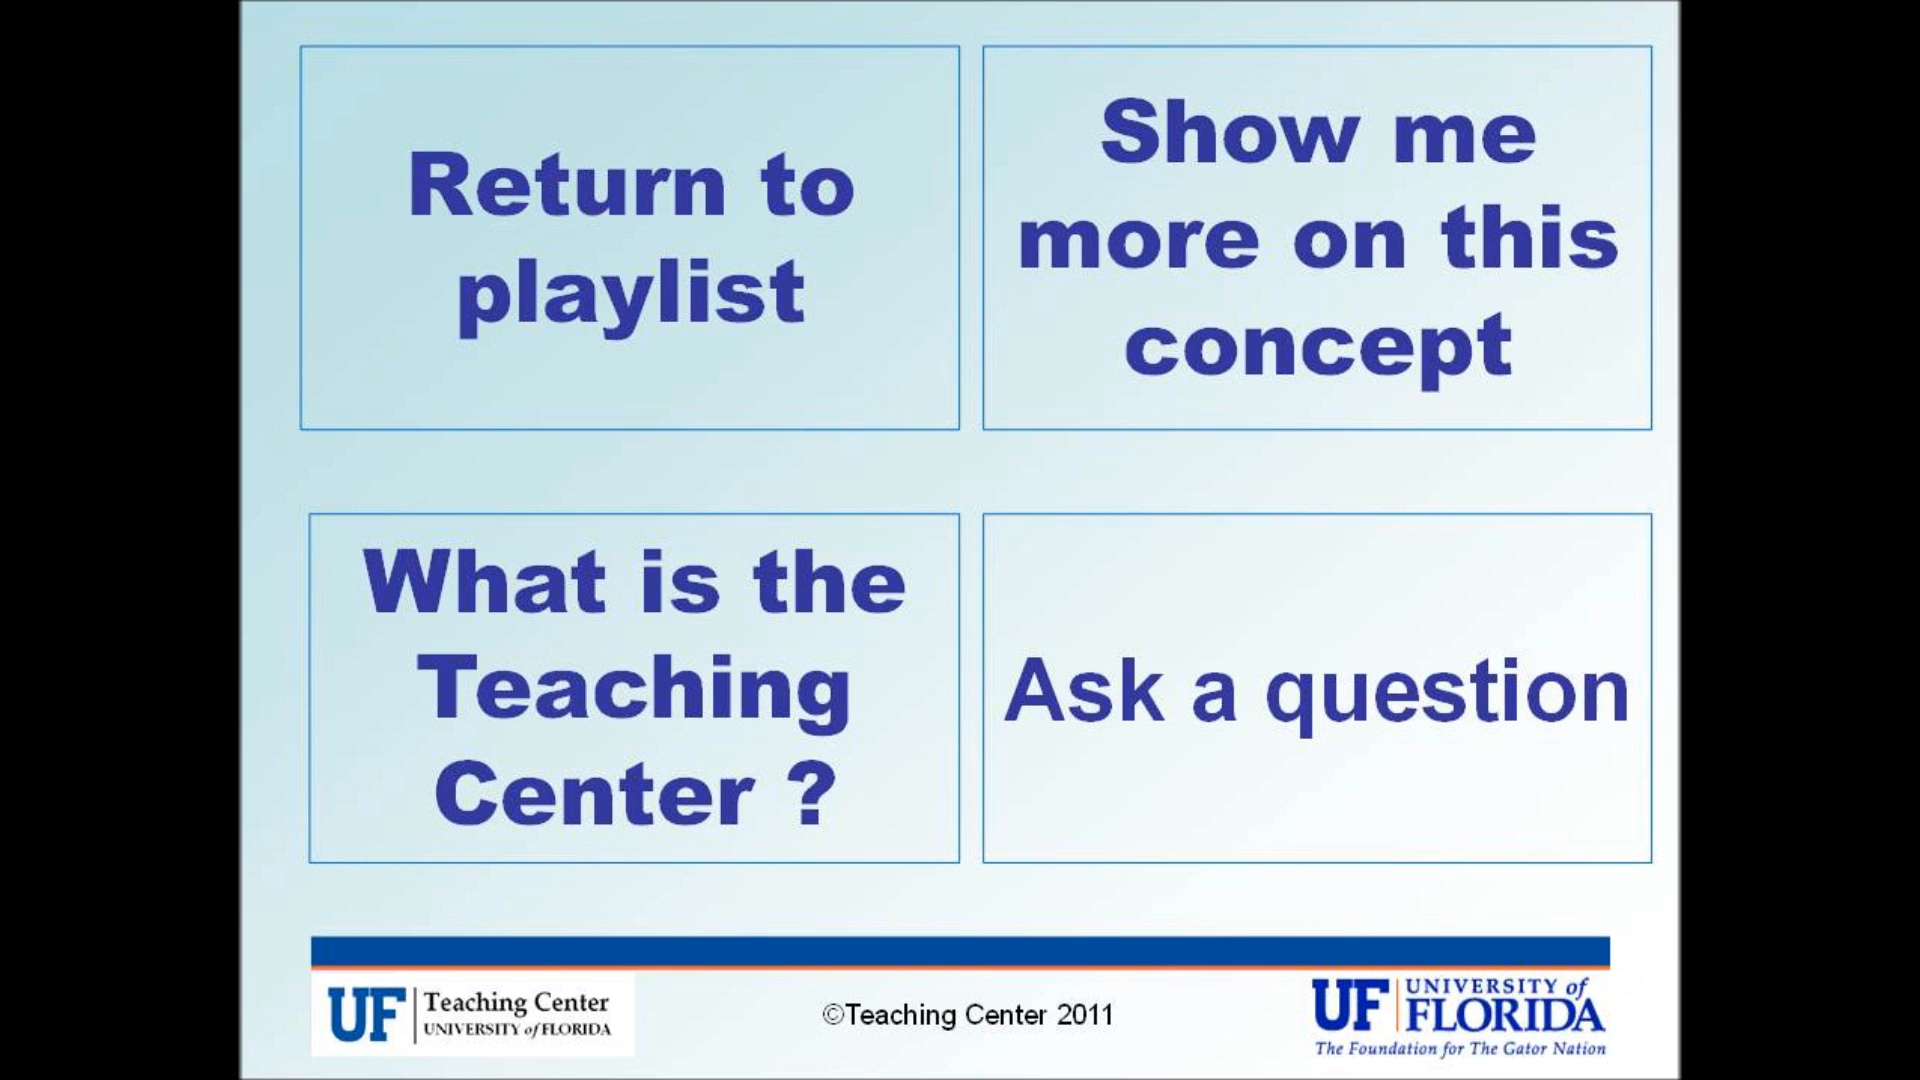 Return to
playlist
Show me
more on this
concept
What is the
Teaching
Center ?
Ask a question
UF Teaching Center
UNIVERSITY of FLORIDA
©Teaching Center 2011
UF UNIVERSITY of
FLORIDA
The Foundation for The Gator Nation